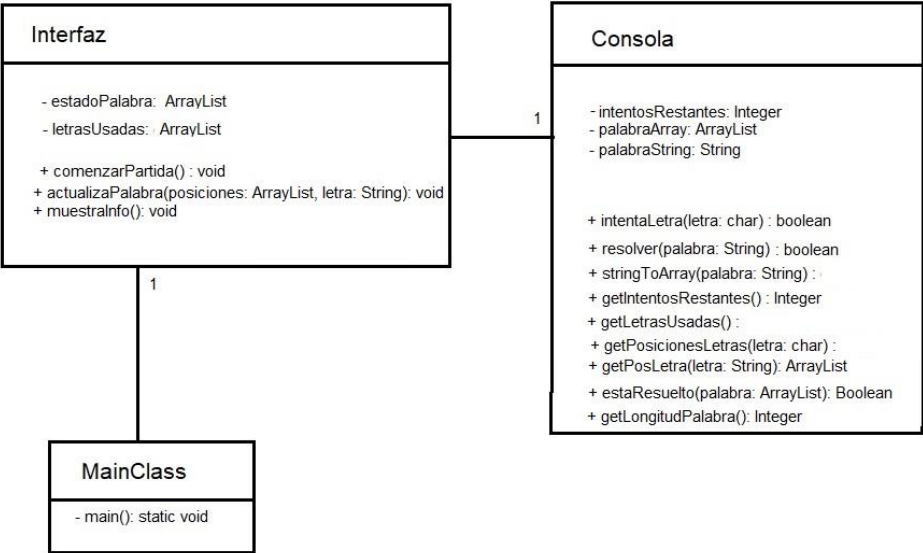 Interfaz
- estadoPalabra: ArrayList
- letrasUsadas: ArrayList
+ comenzarPartida() : void
+ actualizaPalabra(posiciones: ArrayList, letra: String): void
+ muestraInfo(): void
1
1
Consola
- intentosRestantes: Integer
- palabraArray: ArrayList
- palabraString: String
+ intentaLetra(letra: char) : boolean
+ resolver(palabra: String) : boolean
+ stringToArray(palabra: String) :
+ getIntentosRestantes() : Integer
+ getLetrasUsadas() :
+ getPosicionesLetras(letra: char) :
+ getPosLetra(letra: String): ArrayList
+ estaResuelto(palabra: ArrayList): Boolean
+ getLongitudPalabra(): Integer
MainClass
- main(): static void